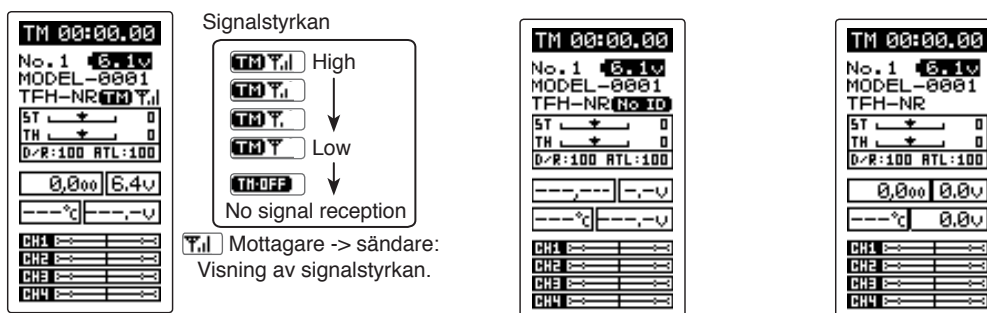 TM 00:00.00
No.1 6.1v
MODEL-0001
TFH-NR TM
ST 0
TH 0
D/R:100 ATL:100
0,000 6.4v
---°c ---.-v
CH1
CH2
CH3
CH4
Signalstyrkan
TM High
TM
TM
TM Low
TM-OFF
No signal reception
Mottagare -> sändare:
Visning av signalstyrkan.
TM 00:00.00
No.1 6.1v
MODEL-0001
TFH-NR No ID
ST 0
TH 0
D/R:100 ATL:100
---,--- -.-v
---°c ---.-v
CH1
CH2
CH3
CH4
TM 00:00.00
No.1 6.1v
MODEL-0001
TFH-NR
ST 0
TH 0
D/R:100 ATL:100
0,000 0.0v
---°c 0.0v
CH1
CH2
CH3
CH4